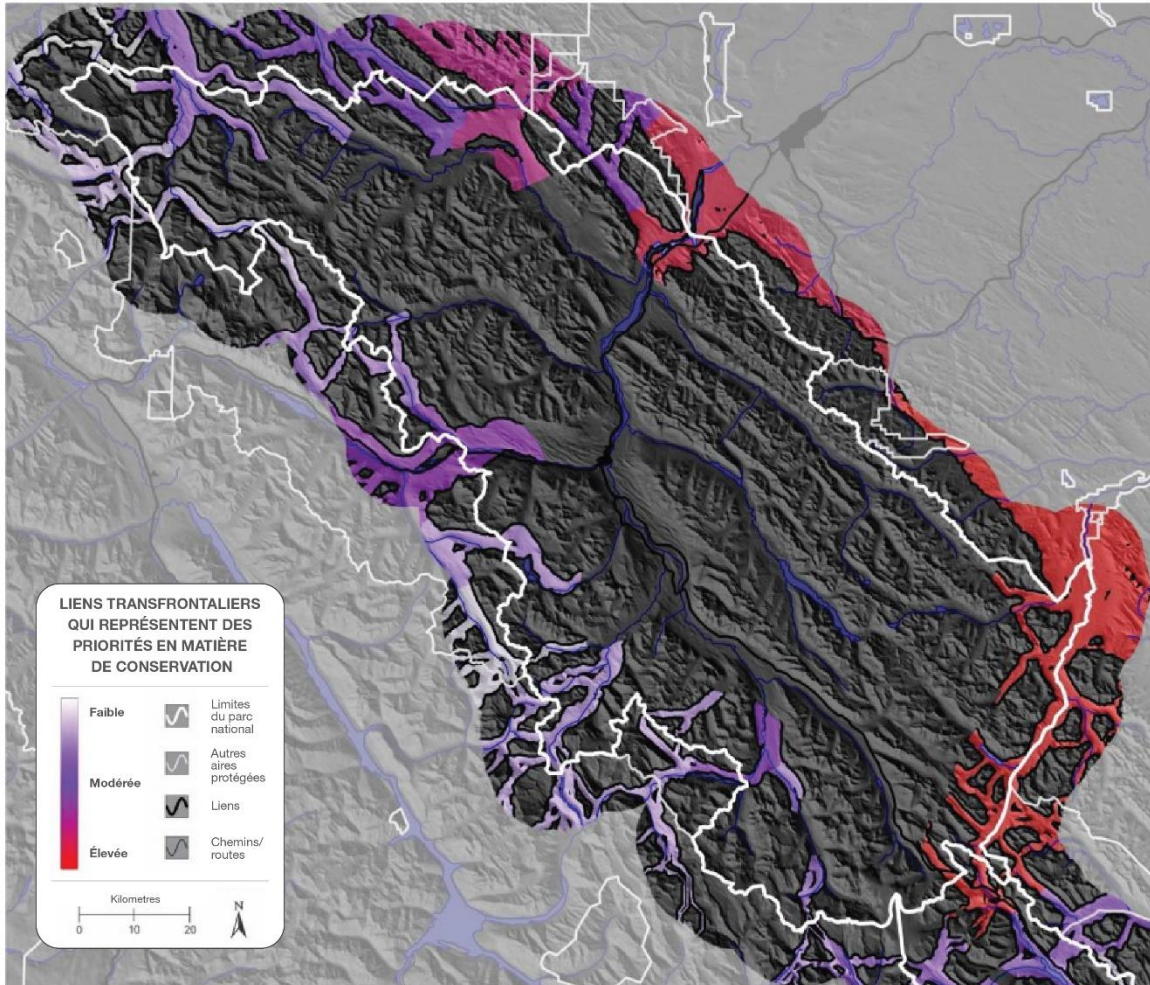 LIENS TRANSFRONTALIERS
QUI REPRÉSENTENT DES
PRIORITÉS EN MATIÈRE
DE CONSERVATION
Faible
Modérée
Élevée
Limites
du parc
national
Autres
aires
protégées
Liens
Chemins/
routes
Kilometres
0 10 20
N